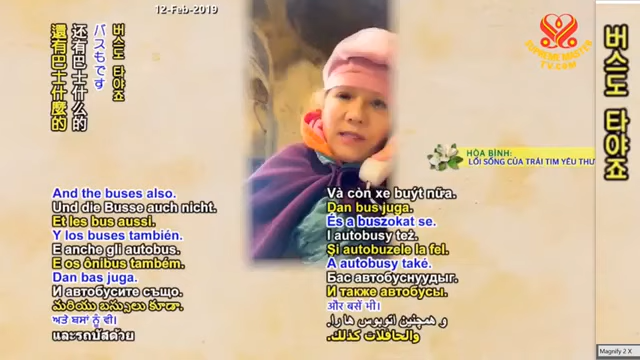 12-Feb-2019
버스도 타야죠
バスもです
还有巴士什么的
還有巴士什麼的
SUPREME MASTER
TV.COM
버스도 타야죠
HÒA BÌNH:
LỐI SỐNG CỦA TRÁI TIM YÊU THƯ
And the buses also.
Und die Busse auch nicht.
Et les bus aussi.
Y los buses también.
E anche gli autobus.
E os ônibus também.
Dan bas juga.
И автобусите също.
మరియు బస్సులు కూడా.
ਅਤੇ ਬਸਾਂ ਨੂੰ ਵੀ।
และรถบัสด้วย
Và còn xe buýt nữa.
Dan bus juga.
És a buszokat se.
I autobusy też.
Şi autobuzele la fel.
A autobusy také.
Бас автобуснуудыг.
И также автобусы.
और बसें भी।
و همچنین اتوبوس ها را.
والحافلات كذلك.
Magnify 2 X